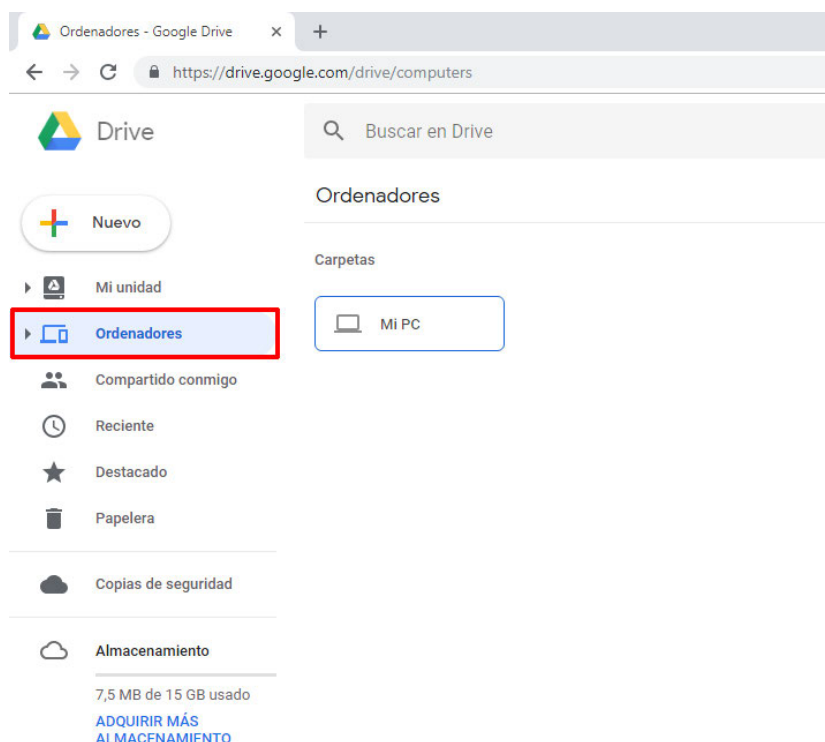 Ordenadores - Google Drive
https://drive.google.com/drive/computers
Drive
Buscar en Drive
Ordenadores
Nuevo
Carpetas
Mi unidad
Mi PC
Ordenadores
Compartido conmigo
Reciente
Destacado
Papelera
Copias de seguridad
Almacenamiento
7,5 MB de 15 GB usado
ADQUIRIR MÁS
ALMACENAMIENTO